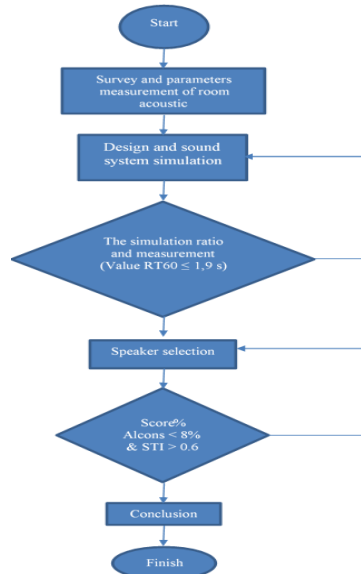 Start
Survey and parameters
measurement of room
acoustic
Design and sound
system simulation
The simulation ratio
and measurement
(Value RT60 ≤ 1,9 s)
Speaker selection
Score%
Alcons < 8%
& STI > 0.6
Conclusion
Finish